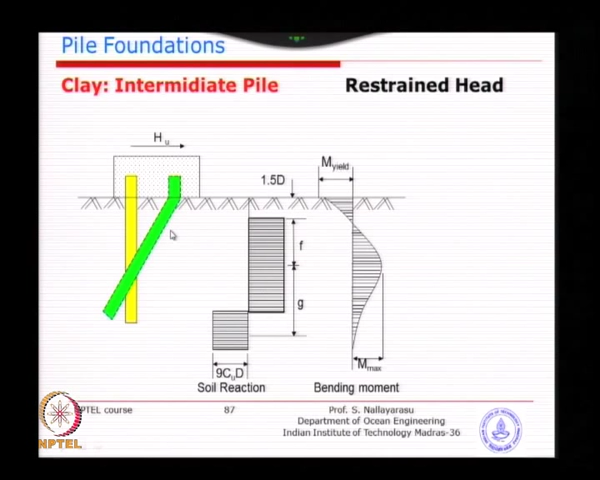 Pile Foundations
Clay: Intermidiate Pile
Restrained Head
Hu
1.5D
Myield
f
g
9CuD
Mmax
Soil Reaction
Bending moment
NPTEL course
87
Prof. S. Nallayarasu
Department of Ocean Engineering
Indian Institute of Technology Madras-36
NPTEL